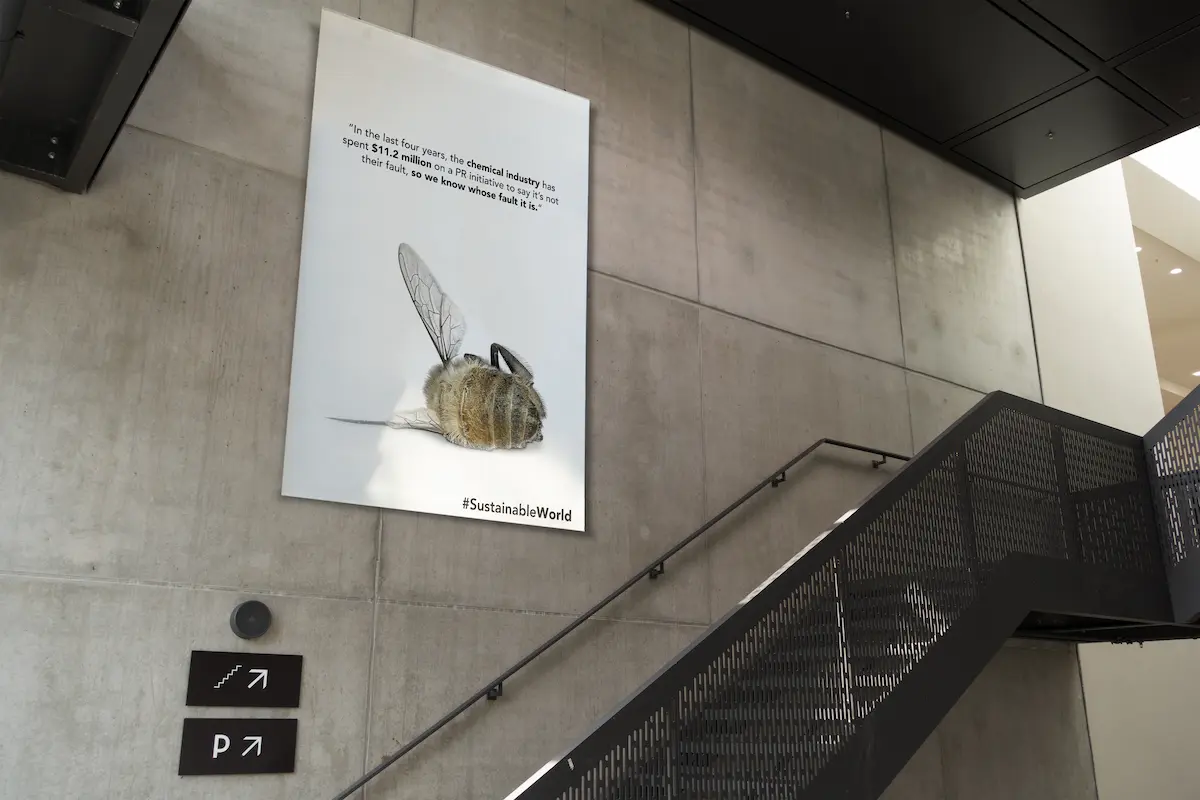 “In the last four years, the chemical industry has
spent $11.2 million on a PR initiative to say it’s not
their fault, so we know whose fault it is.“
#SustainableWorld
P